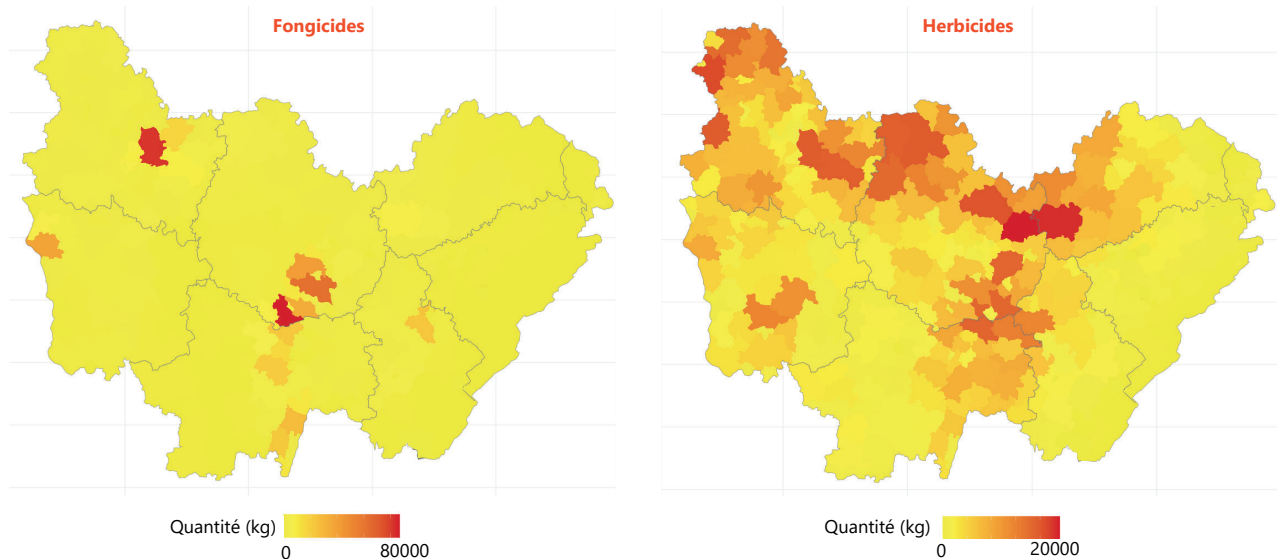 Fongicides
Herbicides
Quantité (kg)
0
80000
Quantité (kg)
0
20000